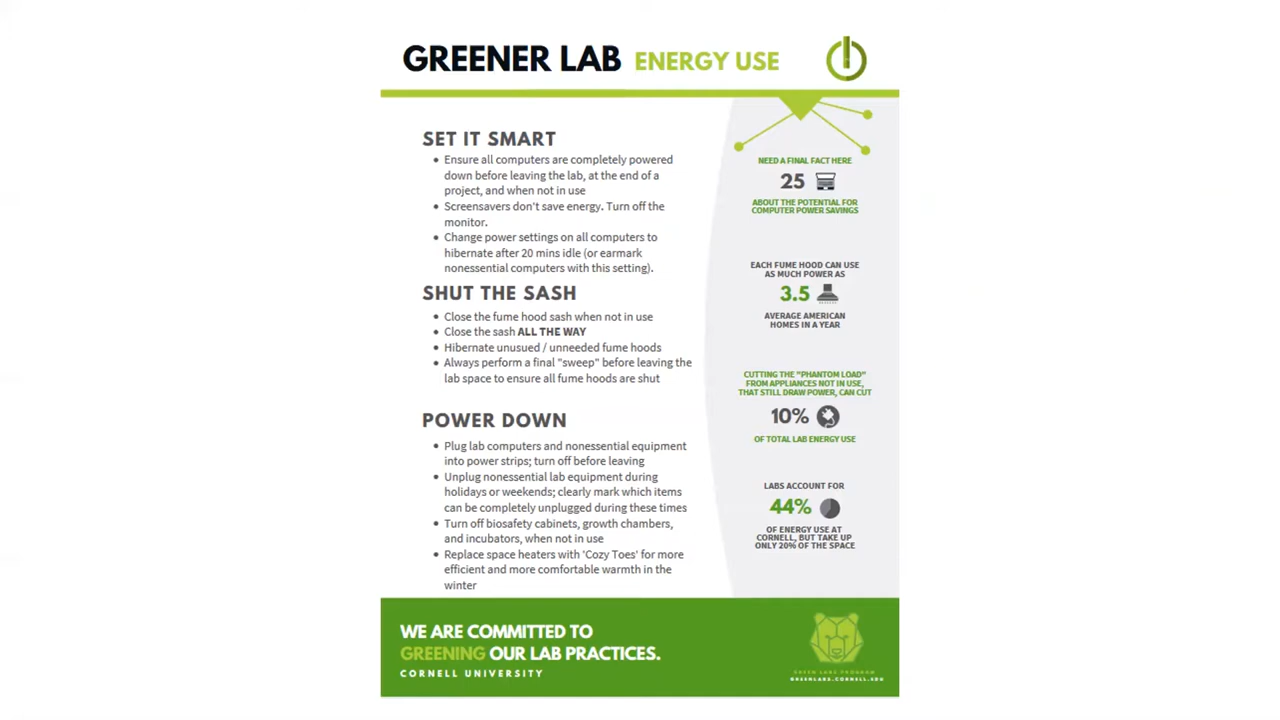 GREENER LAB ENERGY USE
SET IT SMART
• Ensure all computers are completely powered
down before leaving the lab, at the end of a
project, and when not in use
• Screensavers don't save energy. Turn off the
monitor.
• Change power settings on all computers to
hibernate after 20 mins idle (or earmark
nonessential computers with this setting).
SHUT THE SASH
• Close the fume hood sash when not in use
• Close the sash ALL THE WAY
• Hibernate unusued / unneeded fume hoods
• Always perform a final "sweep" before leaving the
lab space to ensure all fume hoods are shut
POWER DOWN
• Plug lab computers and nonessential equipment
into power strips; turn off before leaving
• Unplug nonessential lab equipment during
holidays or weekends; clearly mark which items
can be completely unplugged during these times
• Turn off biosafety cabinets, growth chambers,
and incubators, when not in use
• Replace space heaters with 'Cozy Toes' for more
efficient and more comfortable warmth in the
winter
NEED A FINAL FACT HERE
25
ABOUT THE POTENTIAL FOR
COMPUTER POWER SAVINGS
EACH FUME HOOD CAN USE
AS MUCH POWER AS
3.5
AVERAGE AMERICAN
HOMES IN A YEAR
CUTTING THE "PHANTOM LOAD"
FROM APPLIANCES NOT IN USE,
THAT STILL DRAW POWER, CAN CUT
10%
OF TOTAL LAB ENERGY USE
LABS ACCOUNT FOR
44%
OF ENERGY USE AT
CORNELL, BUT TAKE UP
ONLY 20% OF THE SPACE
WE ARE COMMITTED TO
GREENING OUR LAB PRACTICES.
CORNELL UNIVERSITY
GREEN LABS PROGRAM
GREENLABS.CORNELL.EDU